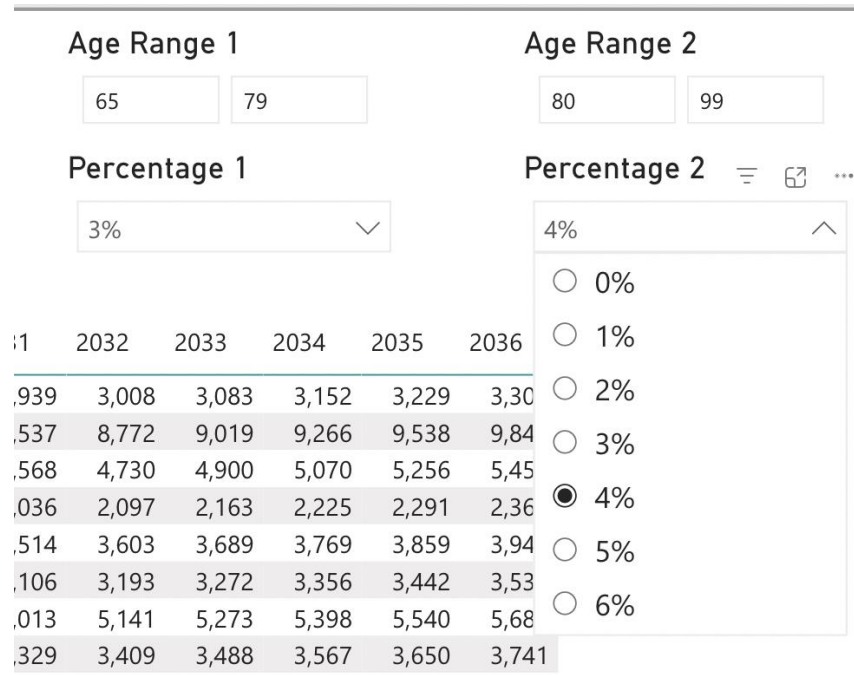 Age Range 1 Age Range 2
65 79 80 99
Percentage 1 Percentage 2
3% 4%
0%
1%
2%
3%
4%
5%
6%
2032 2033 2034 2035 2036
3,008 3,083 3,152 3,229
8,772 9,019 9,266 9,538
4,730 4,900 5,070 5,256
2,097 2,163 2,225 2,291
3,603 3,689 3,769 3,859
3,193 3,272 3,356 3,442
5,141 5,273 5,398 5,540
3,409 3,488 3,567 3,650 3,741